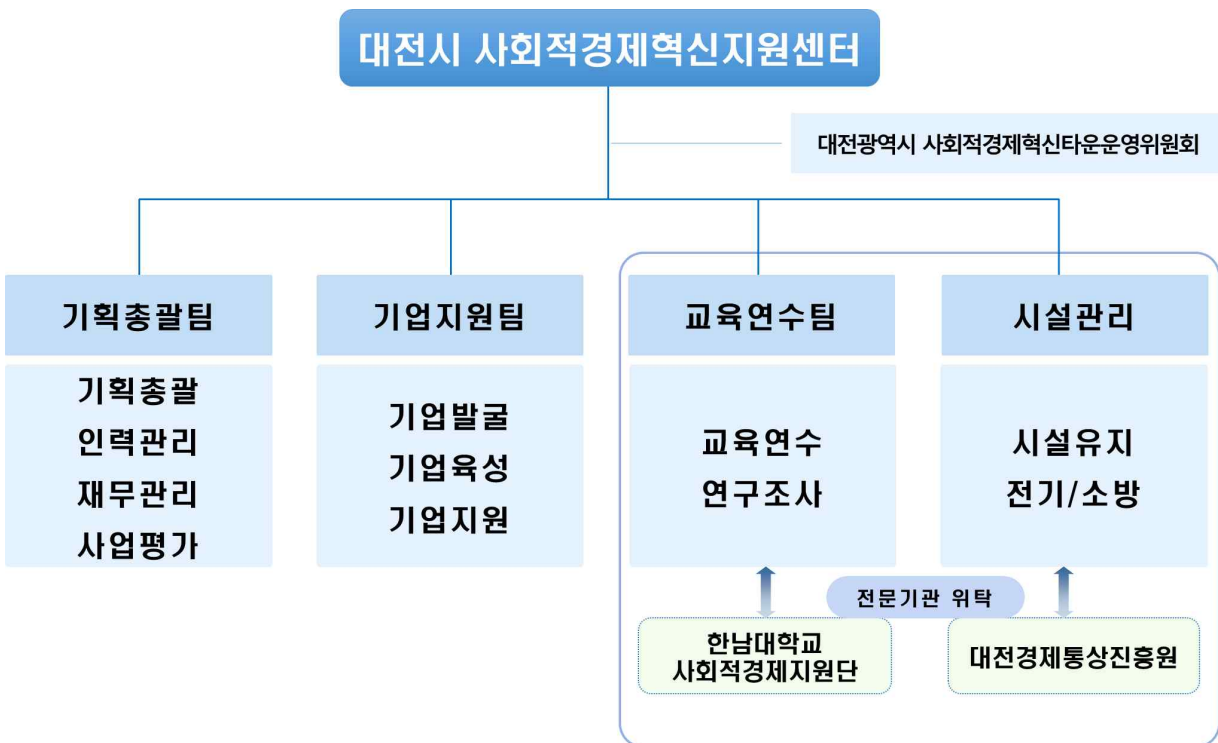 대전시 사회적경제혁신지원센터
대전광역시 사회적경제혁신타운운영위원회
기획총괄팀
기획총괄
인력관리
재무관리
사업평가
기업지원팀
기업발굴
기업육성
기업지원
교육연수팀
교육연수
연구조사
시설관리
시설유지
전기/소방
전문기관 위탁
한남대학교
사회적경제지원단
대전경제통상진흥원